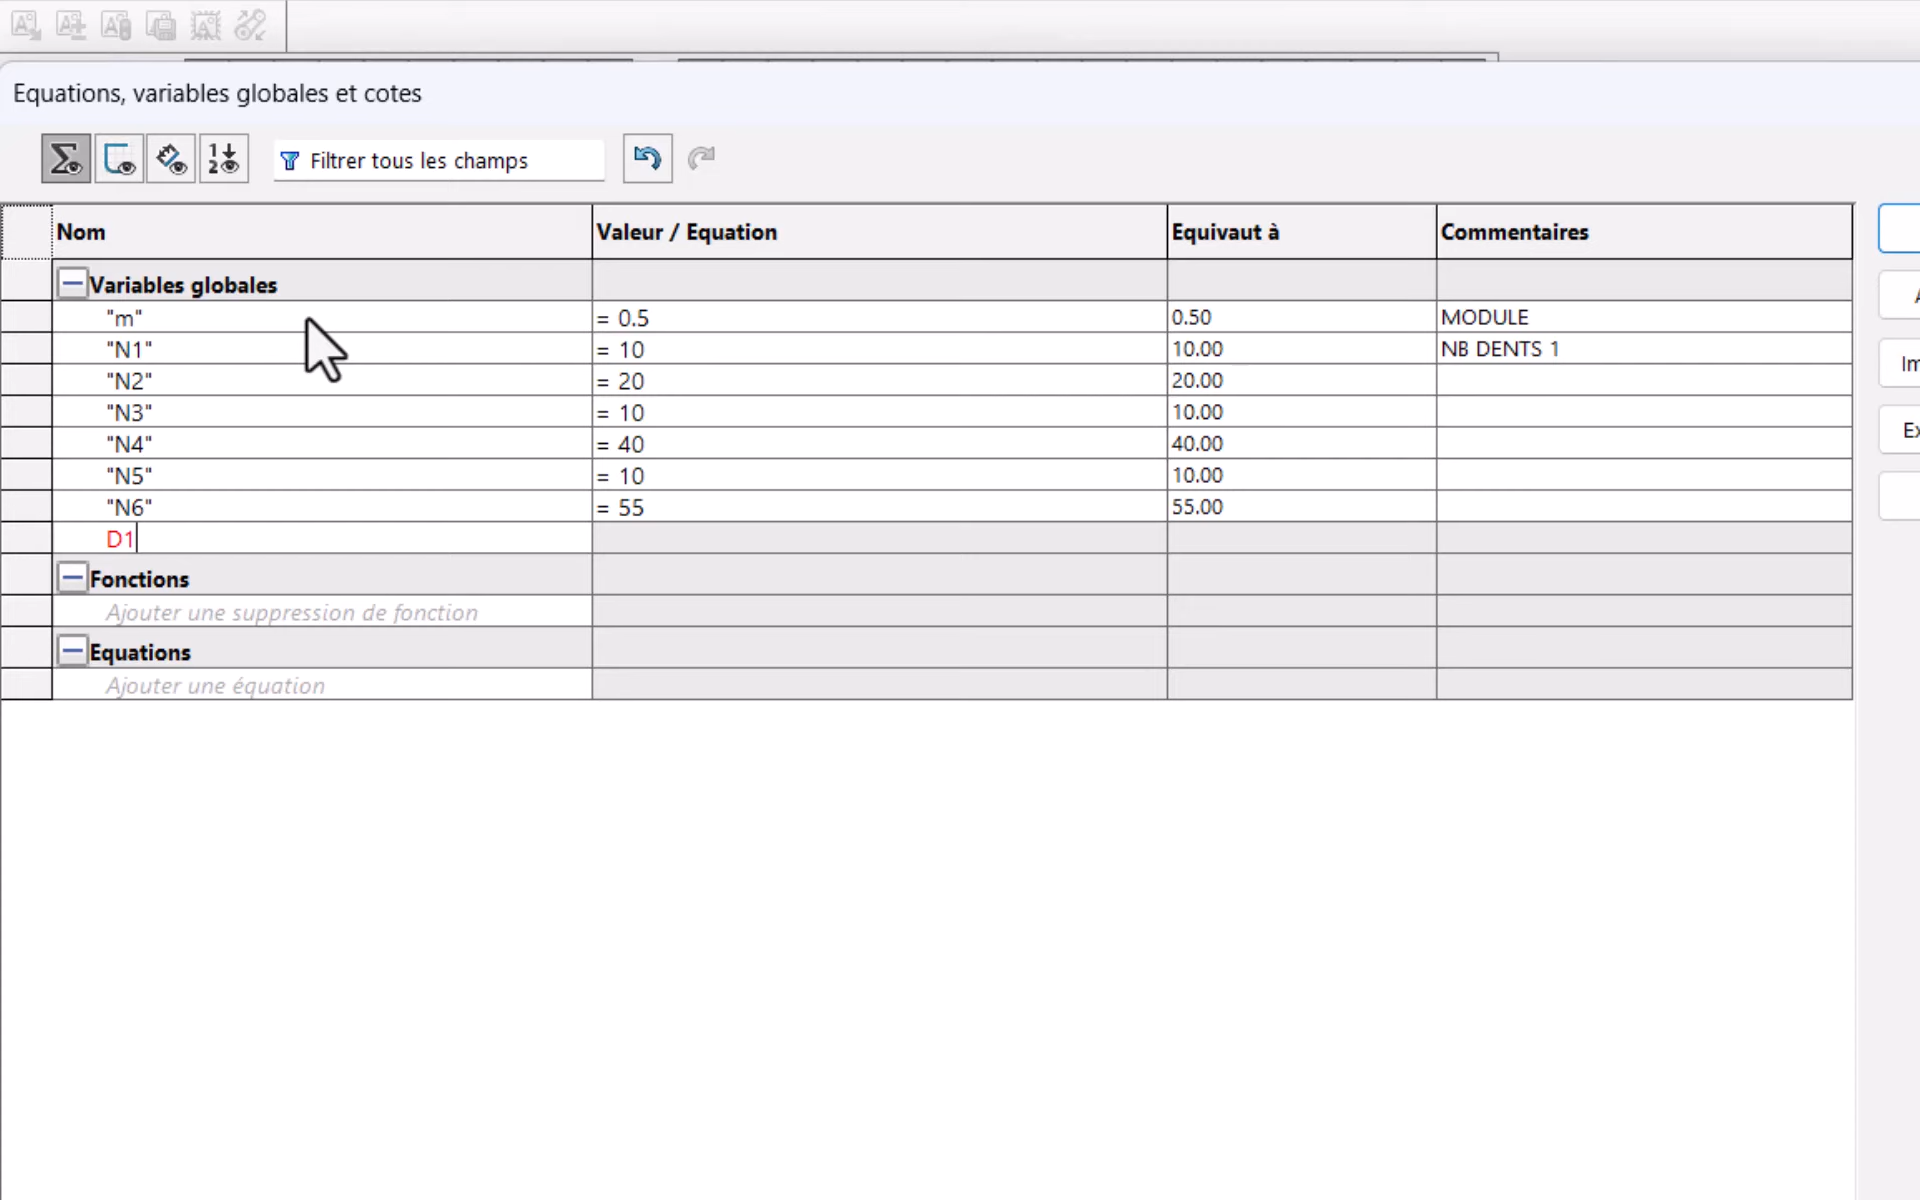 Equations, variables globales et cotes
Filtrer tous les champs
Nom Valeur / Equation Equivaut à Commentaires
Variables globales
"m" = 0.5 0.50 MODULE
"N1" = 10 10.00 NB DENTS 1
"N2" = 20 20.00
"N3" = 10 10.00
"N4" = 40 40.00
"N5" = 10 10.00
"N6" = 55 55.00
D1
Fonctions
Ajouter une suppression de fonction
Equations
Ajouter une équation